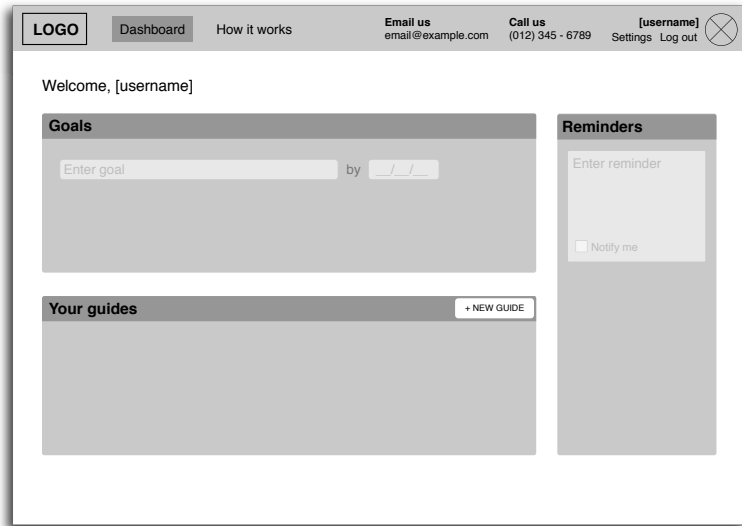 LOGO
Dashboard
How it works
Email us
email@example.com
Call us
(012) 345 - 6789
[username]
Settings Log out
Welcome, [username]
Goals
Enter goal
by __/__/__
Reminders
Enter reminder
Notify me
Your guides
+ NEW GUIDE